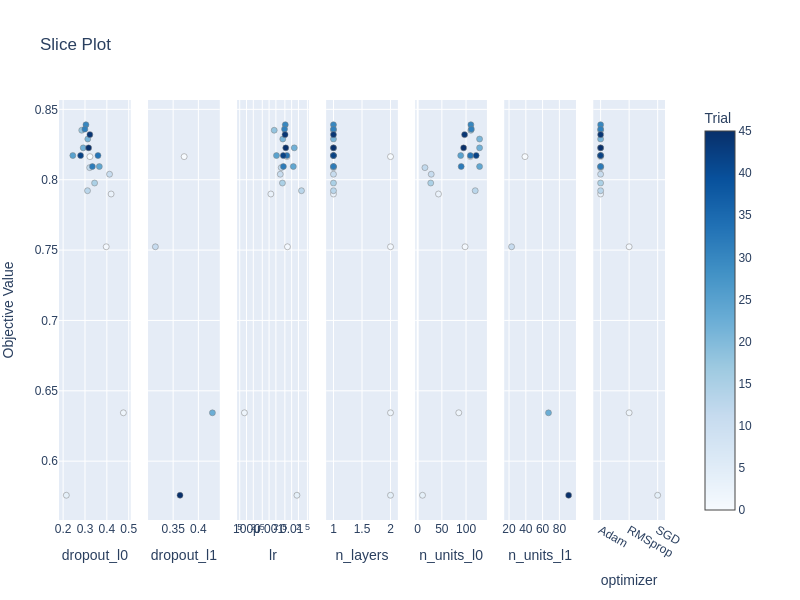 Slice Plot
Trial
0.85
0.8
0.75
0.7
0.65
0.6
Objective Value
45
40
35
30
25
20
15
10
5
0
0.2 0.3 0.4 0.5
0.35 0.4
1 1.5 2
0 50 100
20 40 60 80
Adam
RMSprop
SGD
dropout_l0
dropout_l1
lr
n_layers
n_units_l0
n_units_l1
optimizer